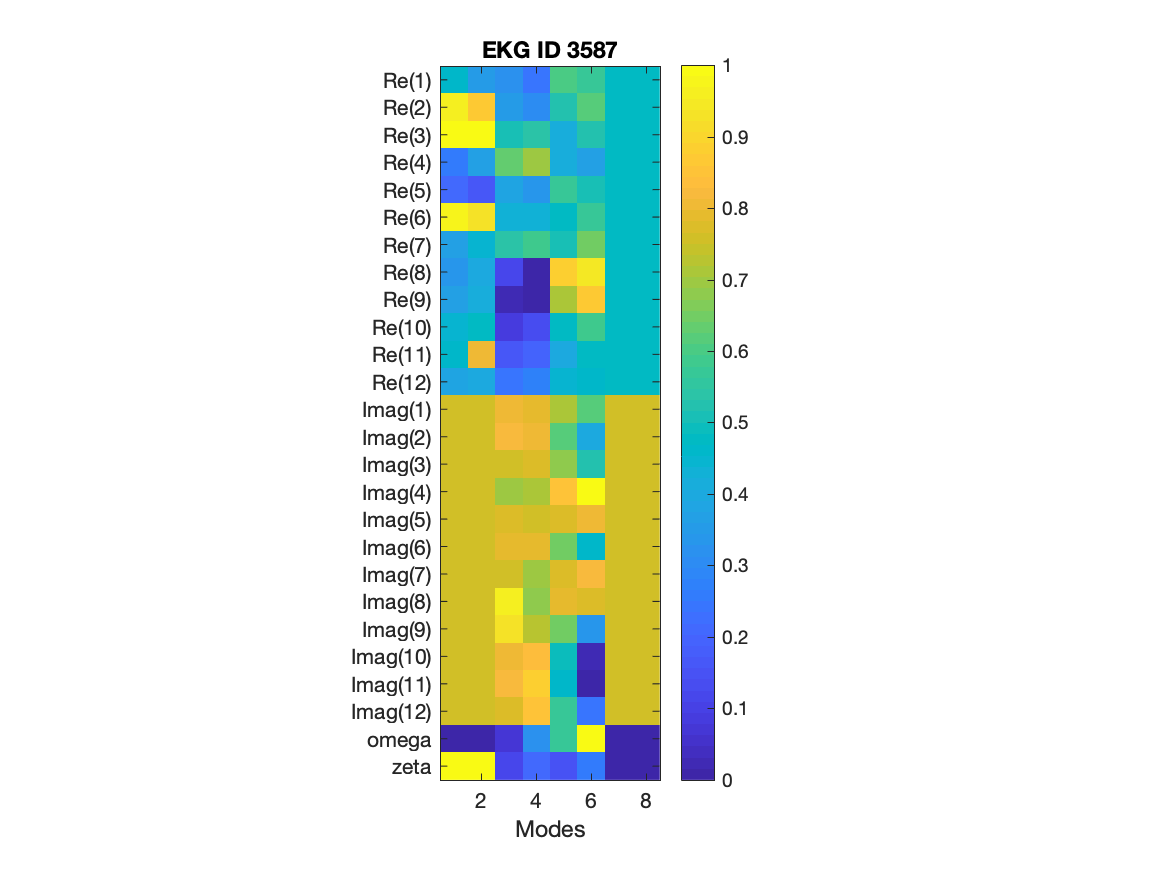 EKG ID 3587
Re(1)
Re(2)
Re(3)
Re(4)
Re(5)
Re(6)
Re(7)
Re(8)
Re(9)
Re(10)
Re(11)
Re(12)
Imag(1)
Imag(2)
Imag(3)
Imag(4)
Imag(5)
Imag(6)
Imag(7)
Imag(8)
Imag(9)
Imag(10)
Imag(11)
Imag(12)
omega
zeta
2 4 6 8
Modes
1
0.9
0.8
0.7
0.6
0.5
0.4
0.3
0.2
0.1
0